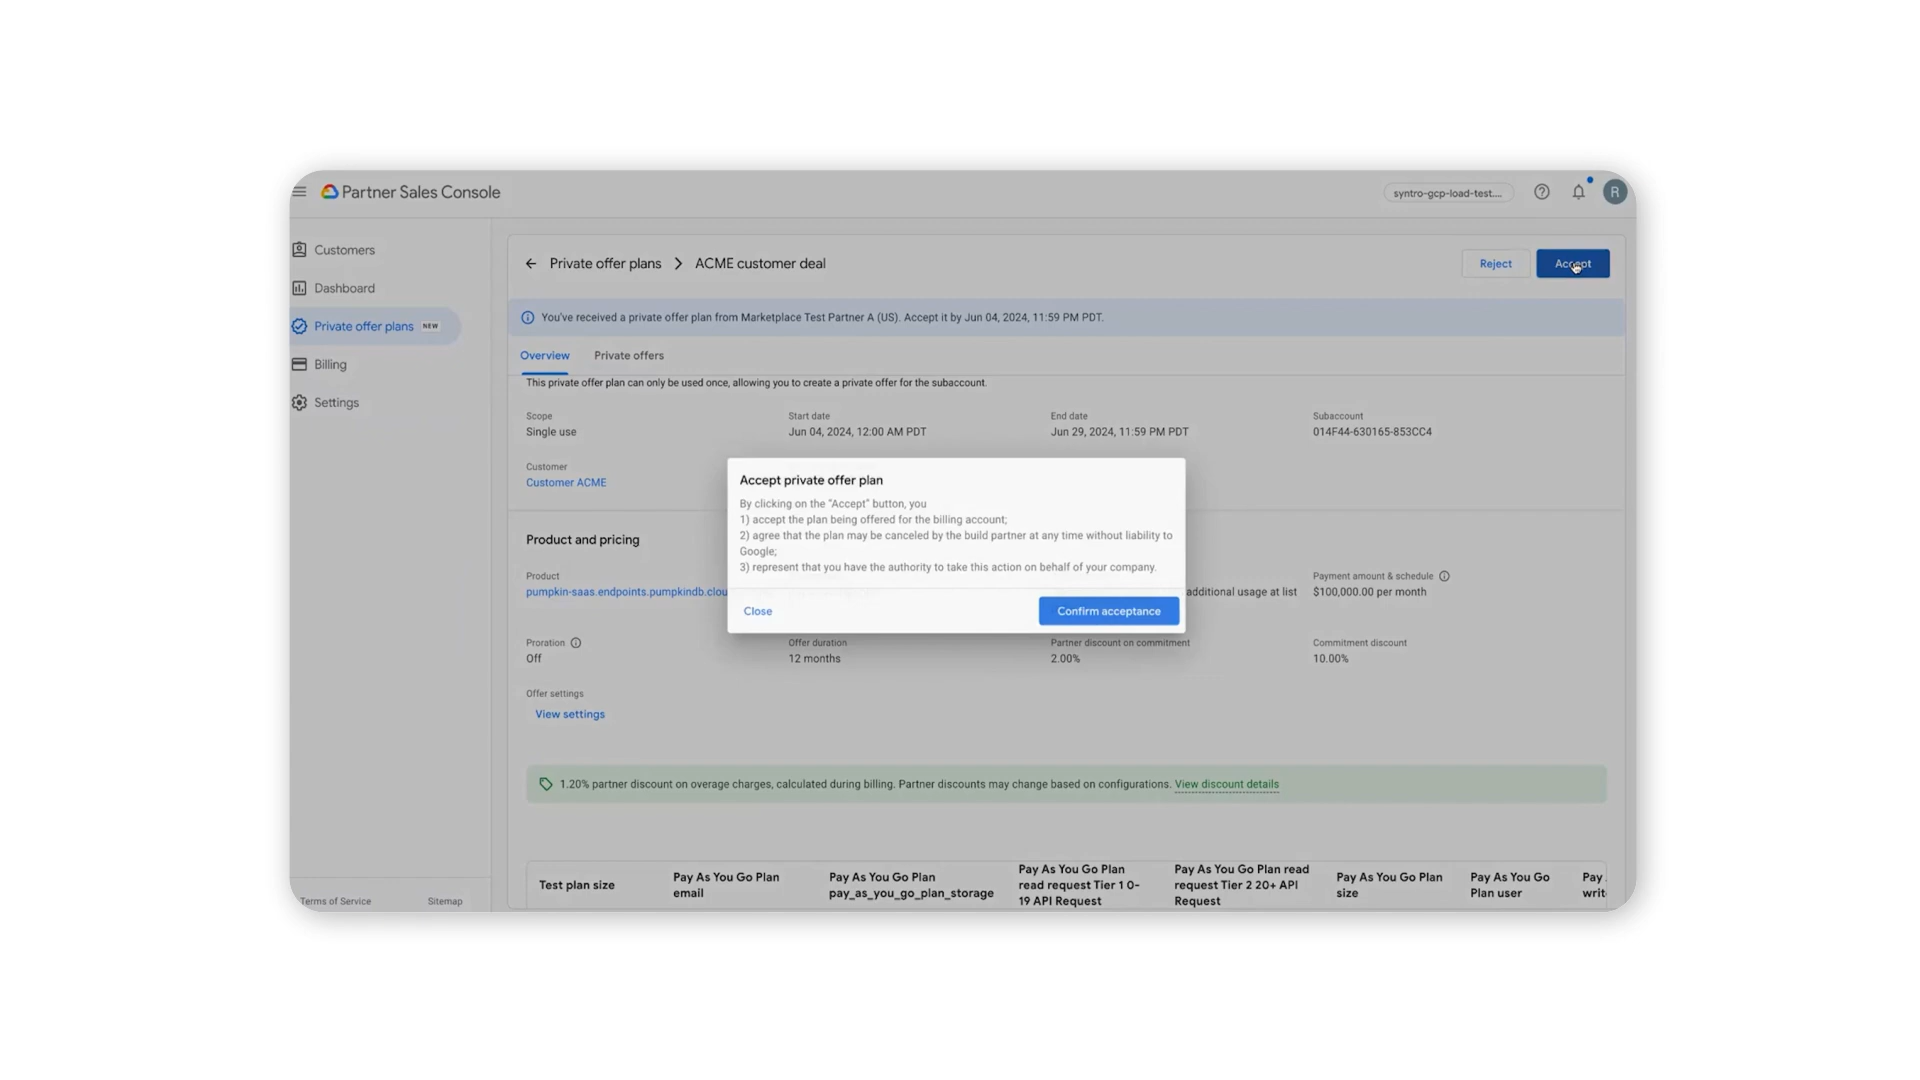 Partner Sales Console
syntro-gcp-load-test....
R
Customers
Dashboard
Private offer plans NEW
Billing
Settings
Terms of Service
Sitemap
Private offer plans
ACME customer deal
Reject
Accept
You've received a private offer plan from Marketplace Test Partner A (US). Accept it by Jun 04, 2024, 11:59 PM PDT.
Overview
Private offers
This private offer plan can only be used once, allowing you to create a private offer for the subaccount.
Scope
Single use
Start date
Jun 04, 2024, 12:00 AM PDT
End date
Jun 29, 2024, 11:59 PM PDT
Subaccount
014F44-630165-853CC4
Customer
Customer ACME
Accept private offer plan
By clicking on the "Accept" button, you
1) accept the plan being offered for the billing account;
2) agree that the plan may be canceled by the build partner at any time without liability to
Google;
3) represent that you have the authority to take this action on behalf of your company.
Close
Confirm acceptance
Product and pricing
Product
pumpkin-saas.endpoints.pumpkindb.clou
additional usage at list
Payment amount & schedule
$100,000.00 per month
Proration
Off
Offer duration
12 months
Partner discount on commitment
2.00%
Commitment discount
10.00%
Offer settings
View settings
1.20% partner discount on overage charges, calculated during billing. Partner discounts may change based on configurations. View discount details
Test plan size
Pay As You Go Plan
email
Pay As You Go Plan
pay_as_you_go_plan_storage
Pay As You Go Plan
read request Tier 1 0-
19 API Request
Pay As You Go Plan read
request Tier 2 20+ API
Request
Pay As You Go Plan
size
Pay As You Go
Plan user
Pay
writ